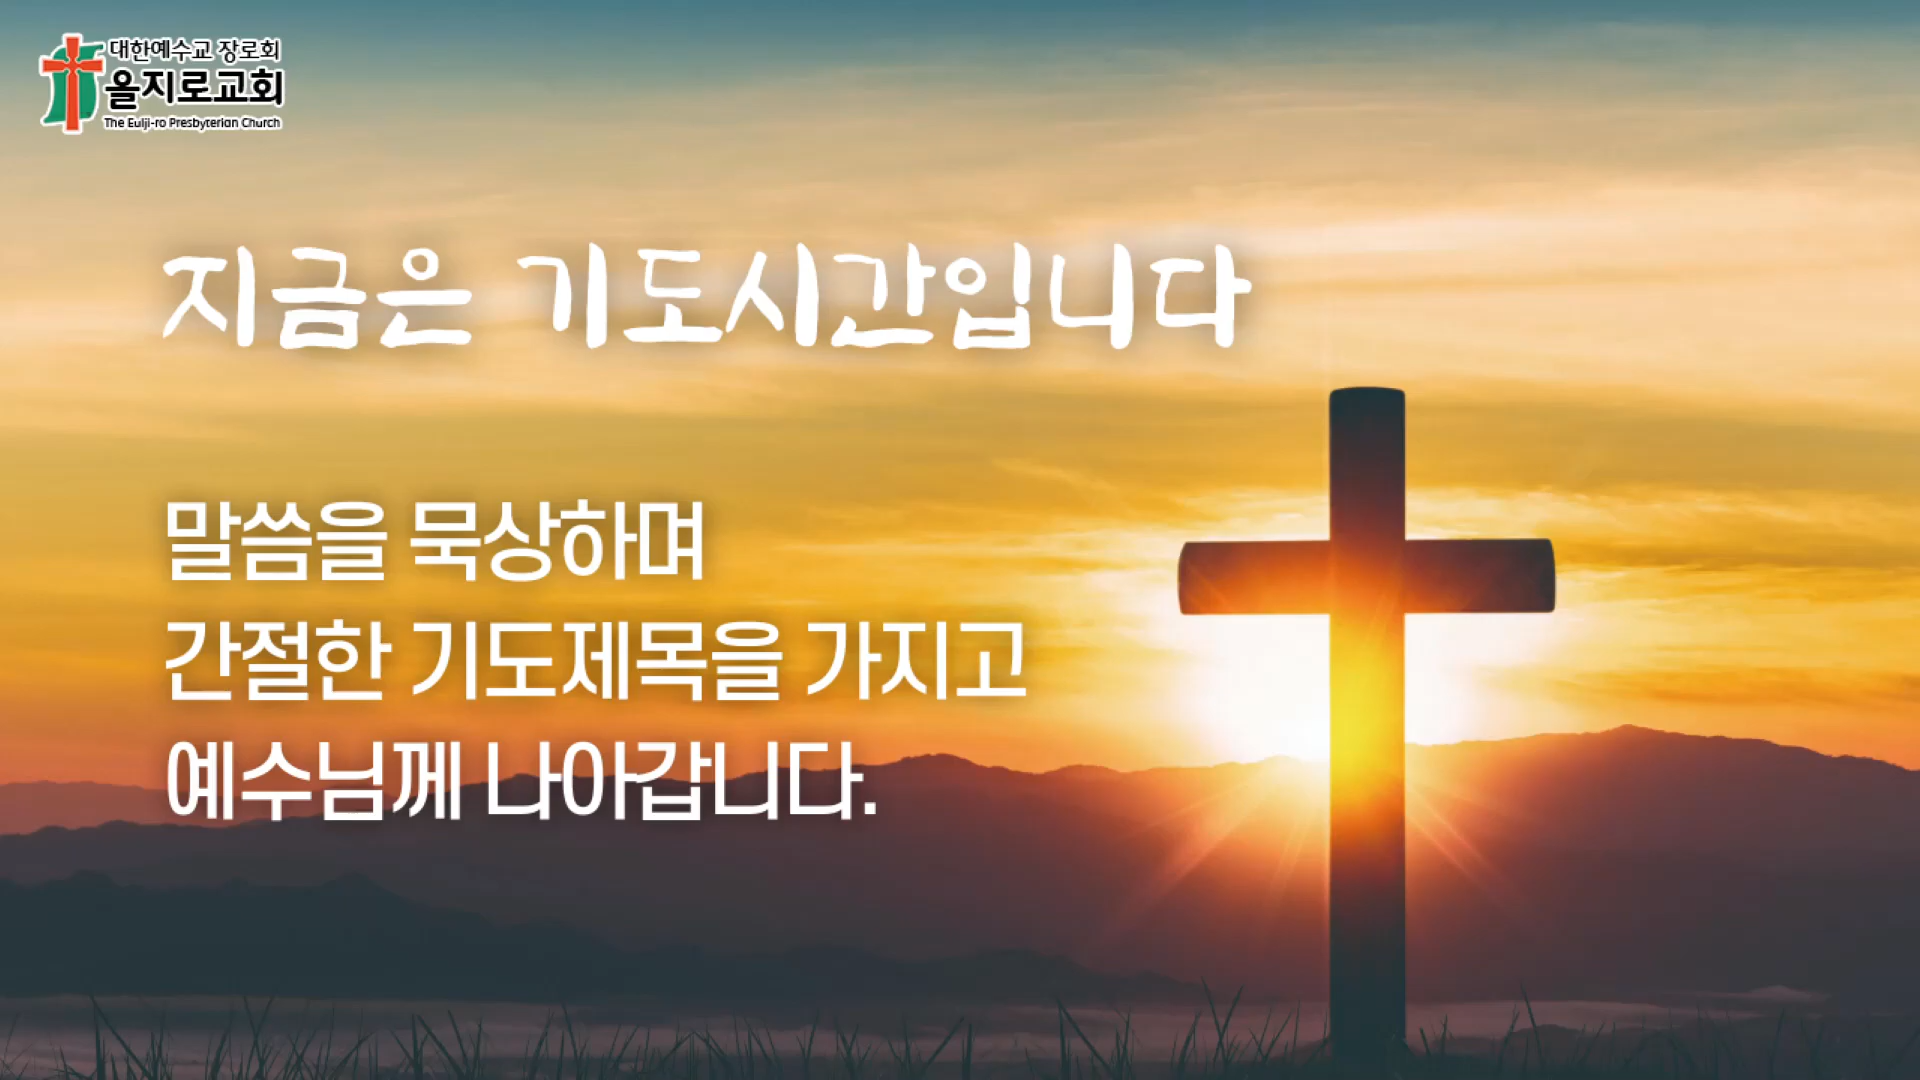 대한예수교 장로회
을지로교회
The Eulji-ro Presbyterian Church
지금은 기도시간입니다
말씀을 묵상하며
간절한 기도제목을 가지고
예수님께 나아갑니다.